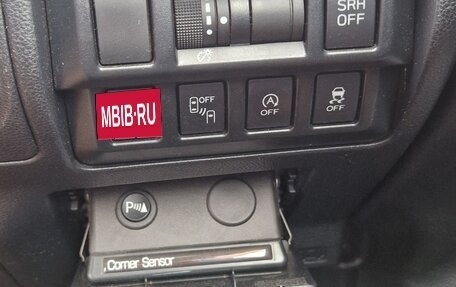 SRH
OFF
MBIB·RU
OFF
OFF
OFF
P
Corner Sensor